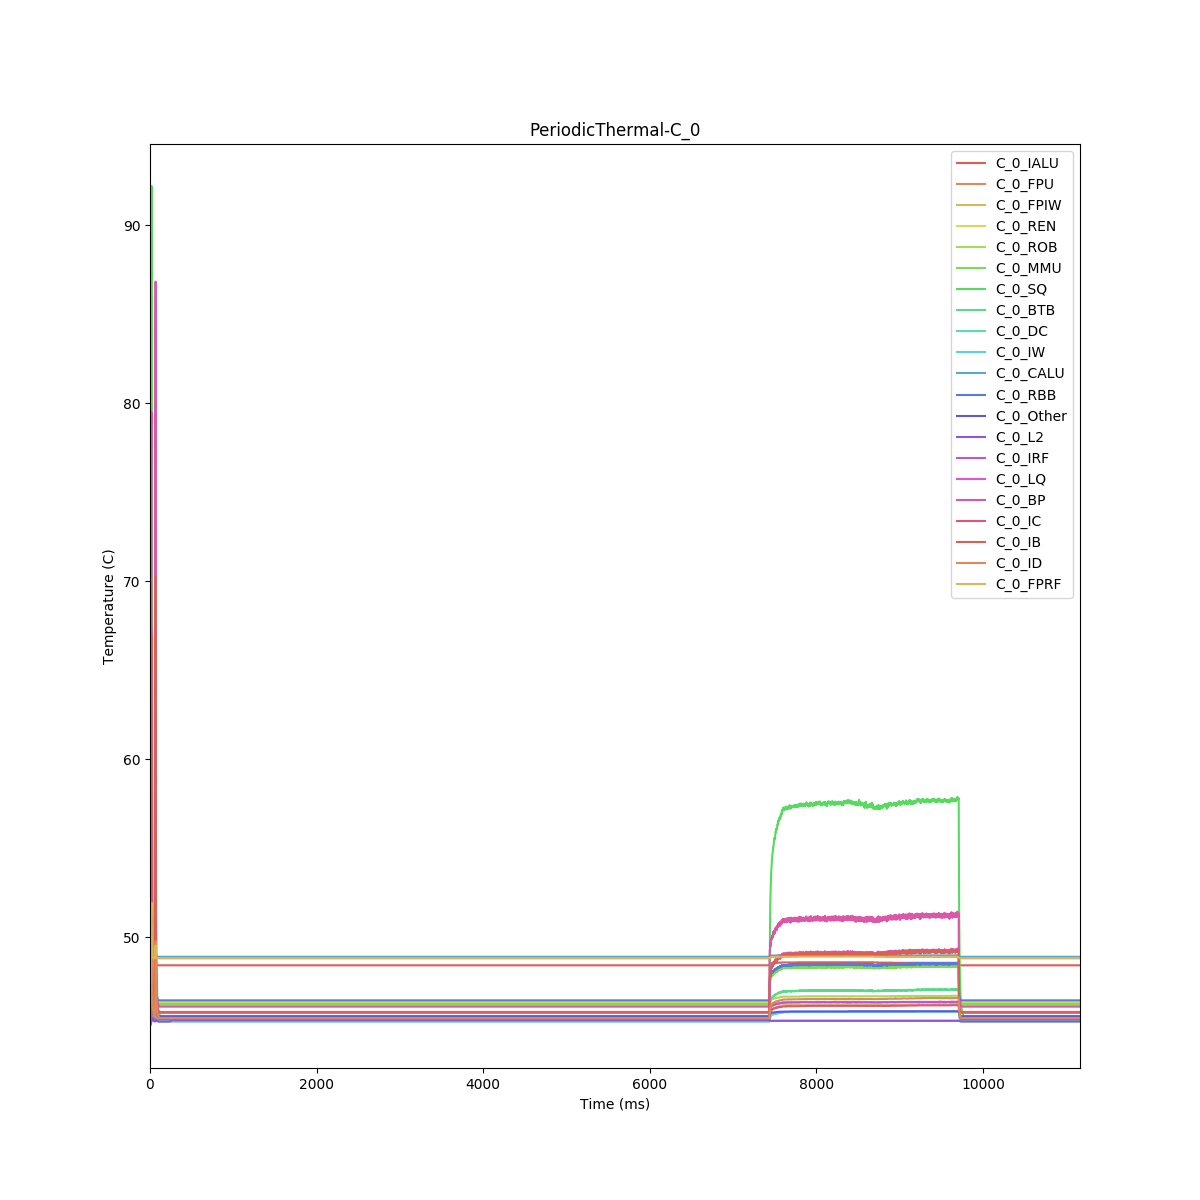 PeriodicThermal-C_0
C_0_IALU
C_0_FPU
C_0_FPIW
C_0_REN
C_0_ROB
C_0_MMU
C_0_SQ
C_0_BTB
C_0_DC
C_0_IW
C_0_CALU
C_0_RBB
C_0_Other
C_0_L2
C_0_IRF
C_0_LQ
C_0_BP
C_0_IC
C_0_IB
C_0_ID
C_0_FPRF
90
80
70
60
50
Temperature (C)
0 2000 4000 6000 8000 10000
Time (ms)